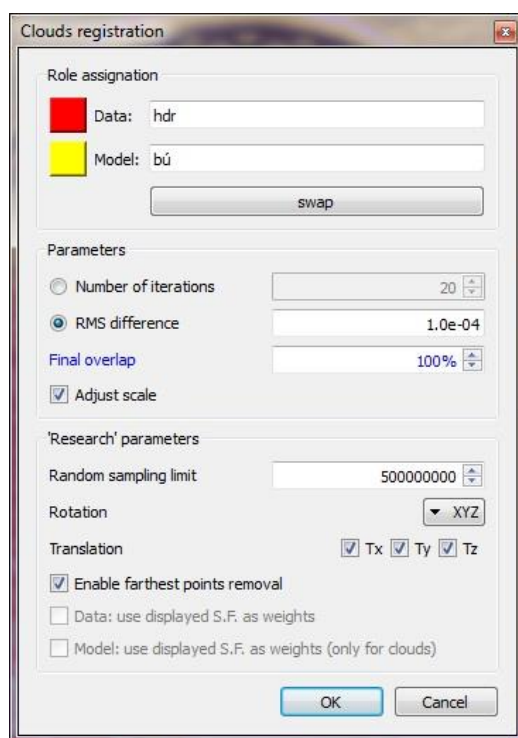 Clouds registration
Role assignation
Data: hdr
Model: bú
swap
Parameters
Number of iterations 20
RMS difference 1.0e-04
Final overlap 100%
Adjust scale
'Research' parameters
Random sampling limit 500000000
Rotation XYZ
Translation Tx Ty Tz
Enable farthest points removal
Data: use displayed S.F. as weights
Model: use displayed S.F. as weights (only for clouds)
OK Cancel